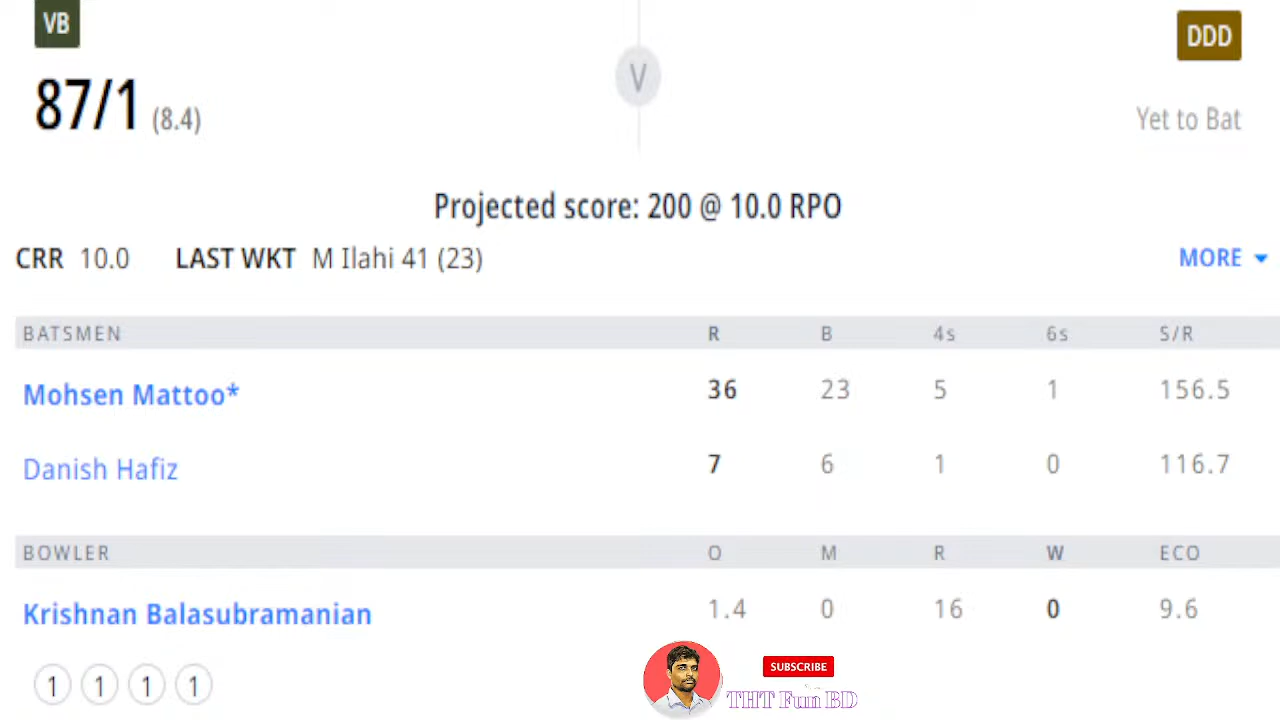 VB
DDD
87/1 (8.4)
V
Yet to Bat
Projected score: 200 @ 10.0 RPO
CRR 10.0 LAST WKT M Ilahi 41 (23)
MORE
BATSMEN R B 4s 6s S/R
Mohsen Mattoo* 36 23 5 1 156.5
Danish Hafiz 7 6 1 0 116.7
BOWLER O M R W ECO
Krishnan Balasubramanian 1.4 0 16 0 9.6
1 1 1 1
SUBSCRIBE
THT Fun BD